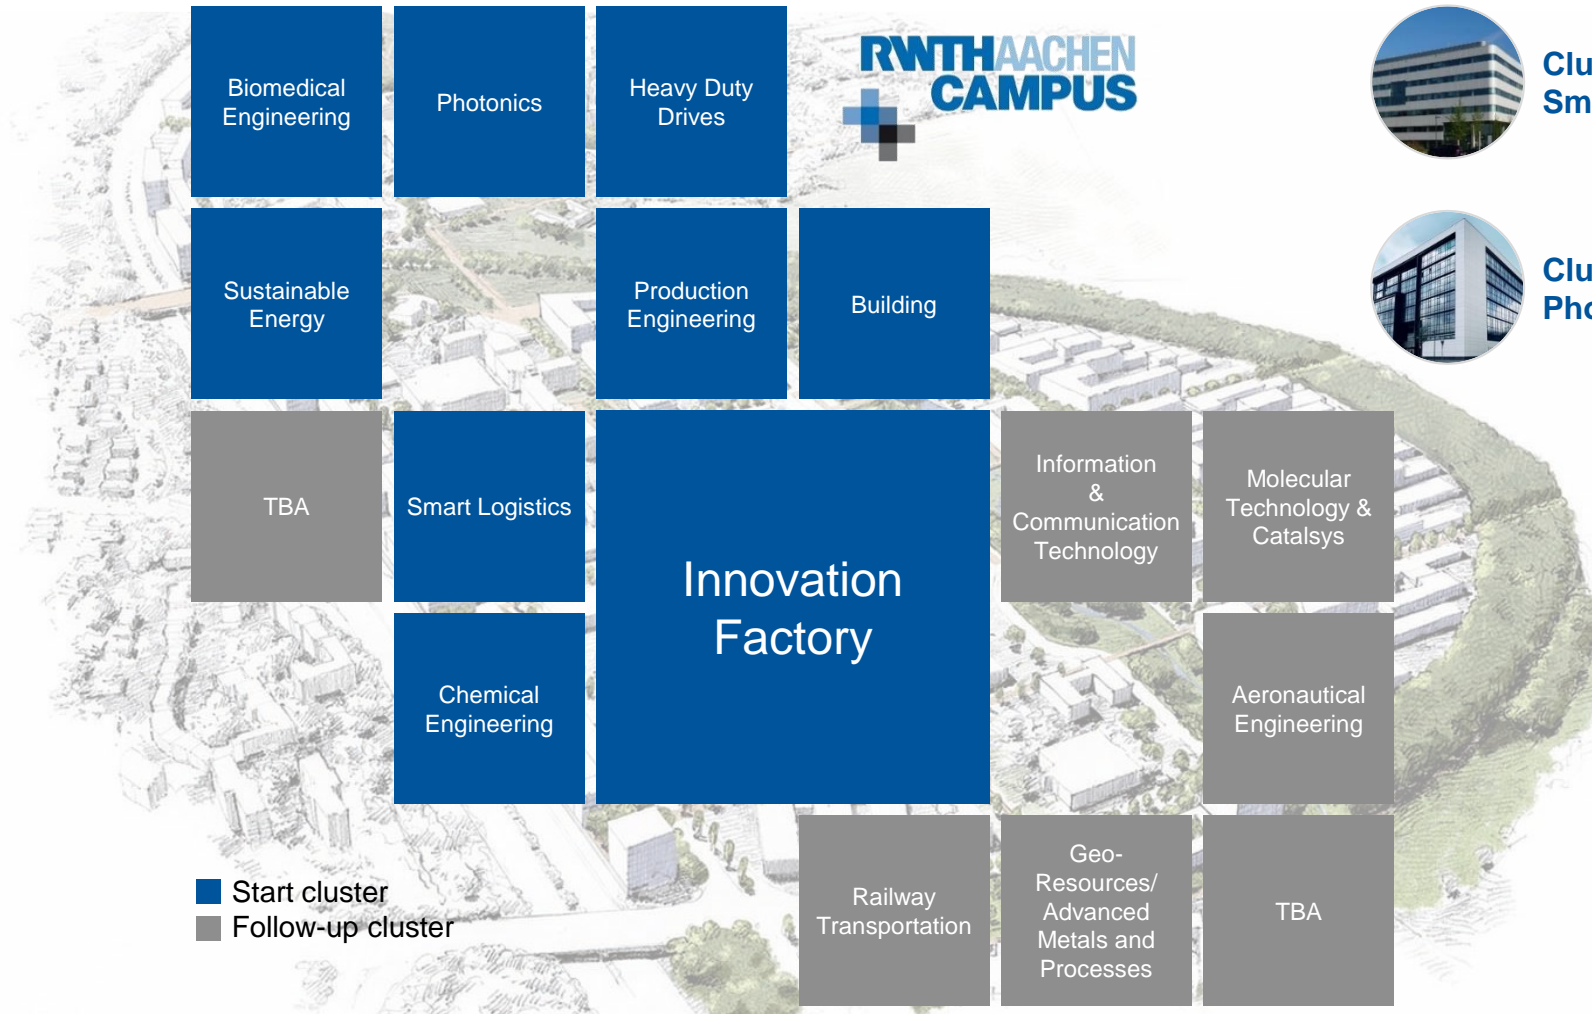 Biomedical
Engineering
Photonics
Heavy Duty
Drives
RWTHAACHEN
CAMPUS
Sustainable
Energy
Production
Engineering
Building
TBA
Smart Logistics
Innovation
Factory
Information
&
Communication
Technology
Molecular
Technology &
Catalsys
Chemical
Engineering
Aeronautical
Engineering
Railway
Transportation
Geo-
Resources/
Advanced
Metals and
Processes
TBA
Start cluster
Follow-up cluster